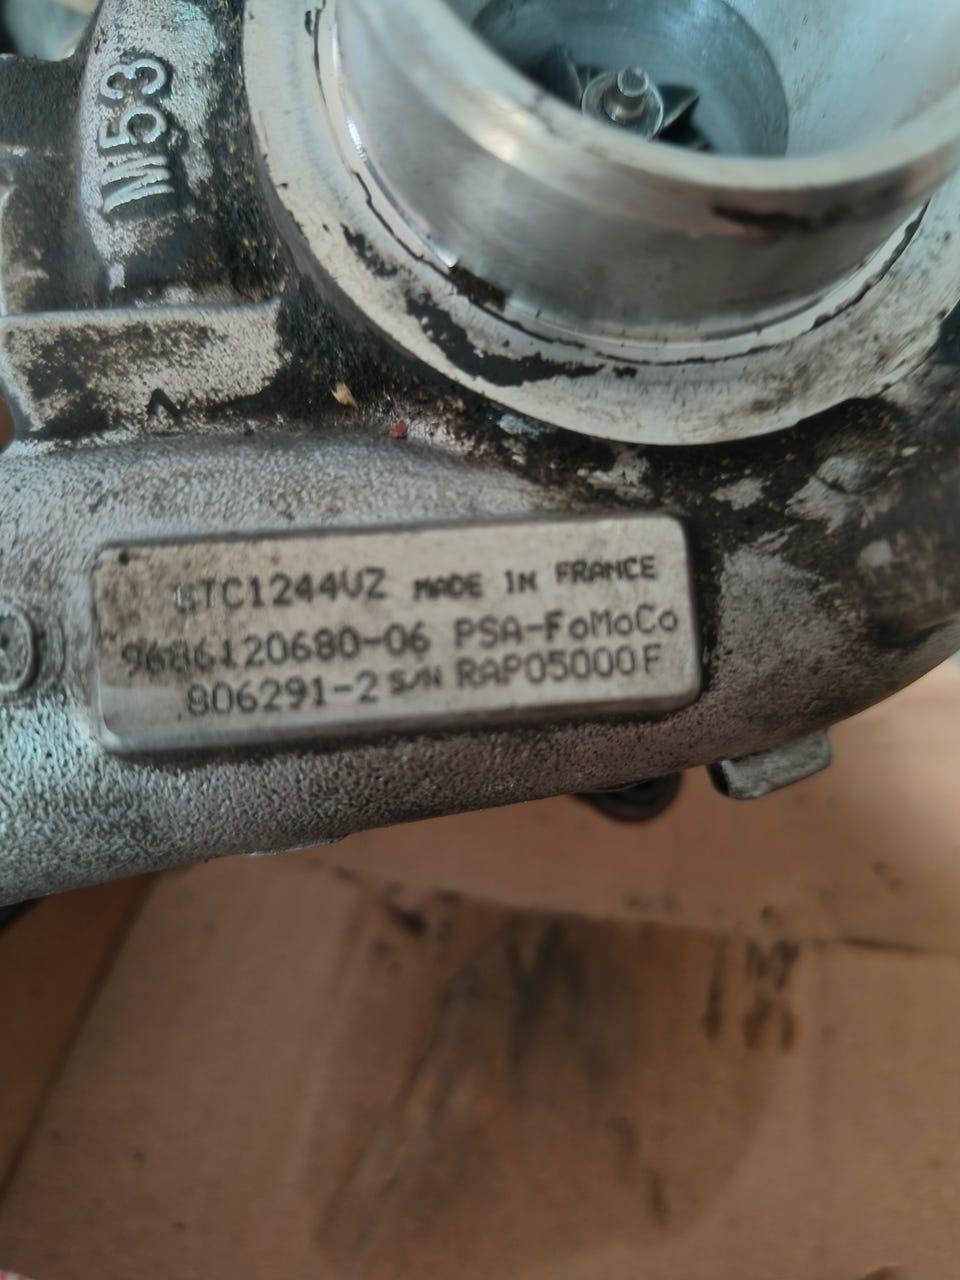 M53
GTC1244VZ MADE IN FRANCE
9686120680-06 PSA-FoMoCo
806291-2 S/N RAP05000F